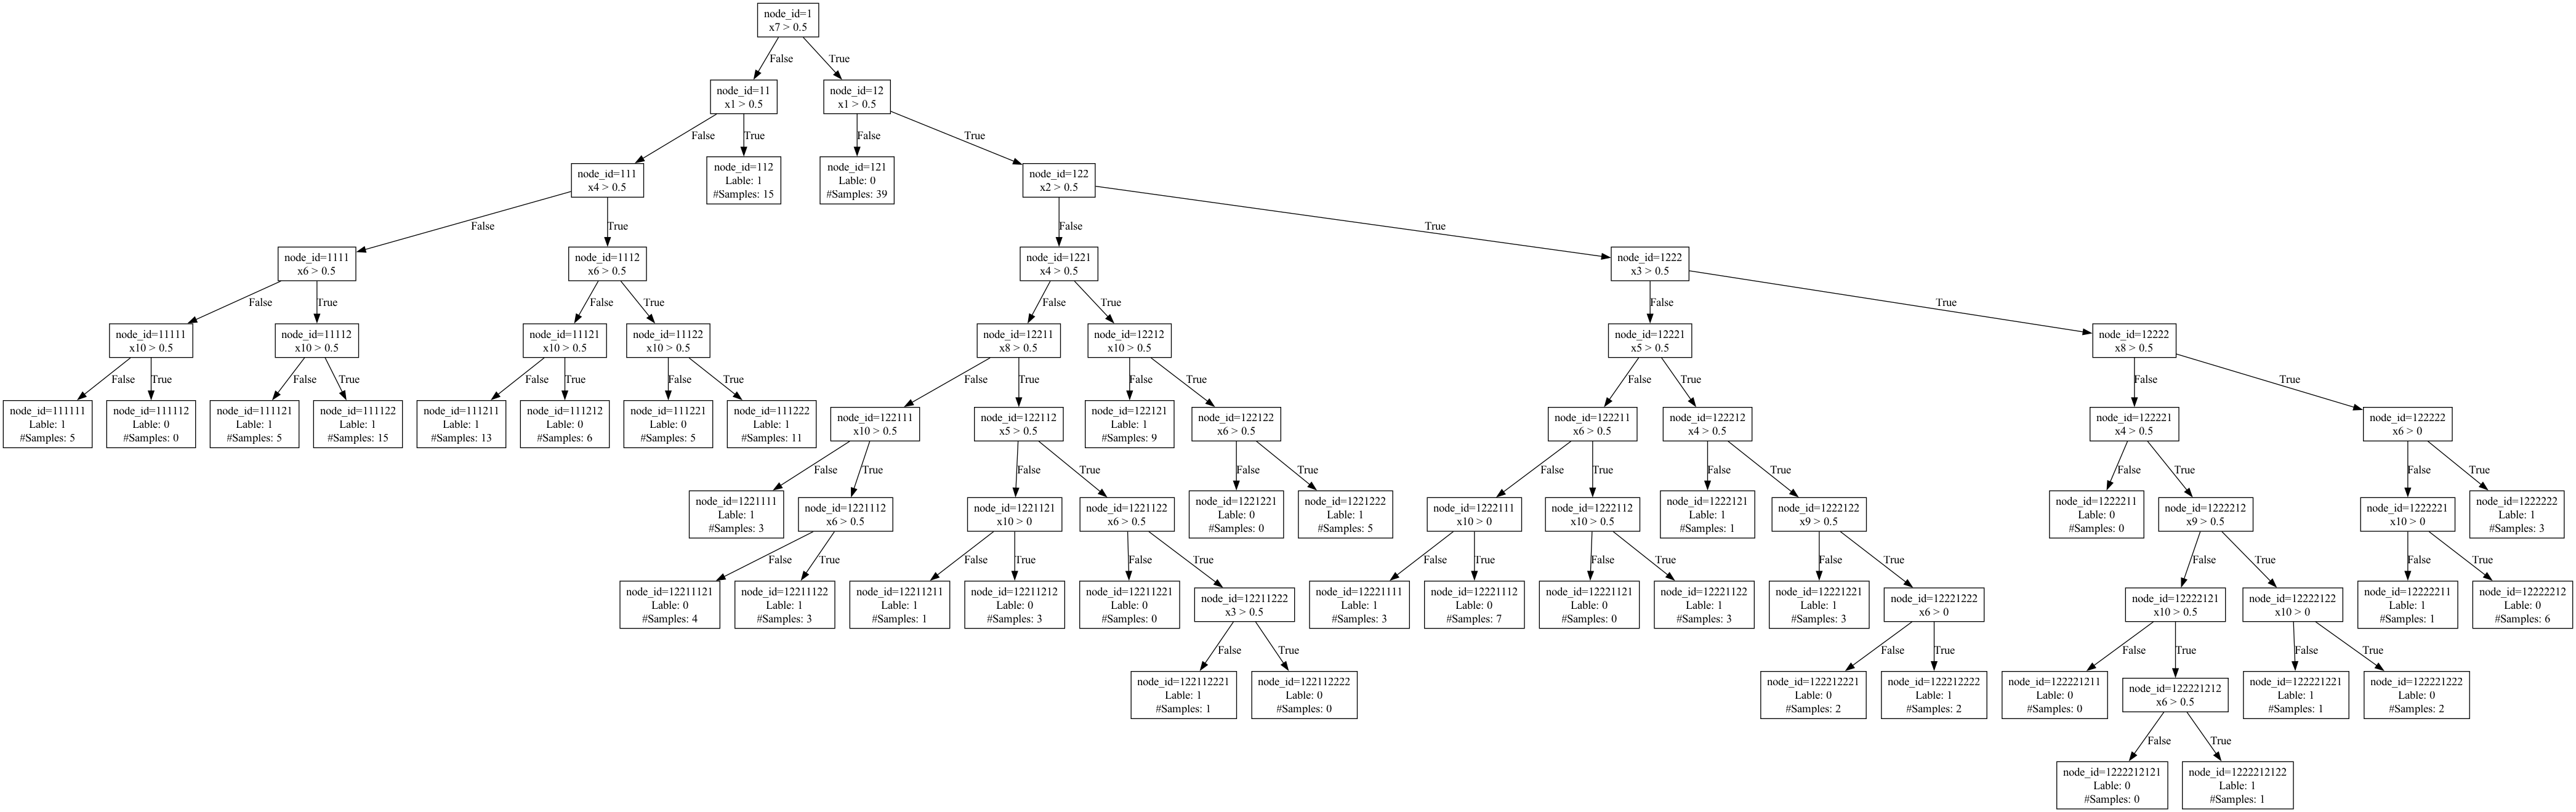 node_id=1
x7 > 0.5
False
True
node_id=11
x1 > 0.5
node_id=12
x1 > 0.5
False
True
False
True
node_id=111
x4 > 0.5
node_id=112
Lable: 1
#Samples: 15
node_id=121
Lable: 0
#Samples: 39
node_id=122
x2 > 0.5
False
True
False
True
node_id=1111
x6 > 0.5
node_id=1112
x6 > 0.5
node_id=1221
x4 > 0.5
node_id=1222
x3 > 0.5
False
True
False
True
False
True
False
True
node_id=11111
x10 > 0.5
node_id=11112
x10 > 0.5
node_id=11121
x10 > 0.5
node_id=11122
x10 > 0.5
node_id=12211
x8 > 0.5
node_id=12212
x10 > 0.5
node_id=12221
x5 > 0.5
node_id=12222
x8 > 0.5
False
True
False
True
False
True
False
True
False
True
False
True
False
True
False
True
node_id=111111
Lable: 1
#Samples: 5
node_id=111112
Lable: 0
#Samples: 0
node_id=111121
Lable: 1
#Samples: 5
node_id=111122
Lable: 1
#Samples: 15
node_id=111211
Lable: 1
#Samples: 13
node_id=111212
Lable: 0
#Samples: 6
node_id=111221
Lable: 0
#Samples: 5
node_id=111222
Lable: 1
#Samples: 11
node_id=122111
x10 > 0.5
node_id=122112
x5 > 0.5
node_id=122121
Lable: 1
#Samples: 9
node_id=122122
x6 > 0.5
node_id=122211
x6 > 0.5
node_id=122212
x4 > 0.5
node_id=122221
x4 > 0.5
node_id=122222
x6 > 0
False
True
False
True
False
True
False
True
False
True
False
True
False
True
node_id=1221111
Lable: 1
#Samples: 3
node_id=1221112
x6 > 0.5
node_id=1221121
x10 > 0
node_id=1221122
x6 > 0.5
node_id=1221221
Lable: 0
#Samples: 0
node_id=1221222
Lable: 1
#Samples: 5
node_id=1222111
x10 > 0
node_id=1222112
x10 > 0.5
node_id=1222121
Lable: 1
#Samples: 1
node_id=1222122
x9 > 0.5
node_id=1222211
Lable: 0
#Samples: 0
node_id=1222212
x9 > 0.5
node_id=1222221
x10 > 0
node_id=1222222
Lable: 1
#Samples: 3
False
True
False
True
False
True
False
True
False
True
False
True
False
True
False
True
node_id=12211121
Lable: 0
#Samples: 4
node_id=12211122
Lable: 1
#Samples: 3
node_id=12211211
Lable: 1
#Samples: 1
node_id=12211212
Lable: 0
#Samples: 3
node_id=12211221
Lable: 0
#Samples: 0
node_id=12211222
x3 > 0.5
node_id=12221111
Lable: 1
#Samples: 3
node_id=12221112
Lable: 0
#Samples: 7
node_id=12221121
Lable: 0
#Samples: 0
node_id=12221122
Lable: 1
#Samples: 3
node_id=12221221
Lable: 1
#Samples: 3
node_id=12221222
x6 > 0
node_id=12222121
x10 > 0.5
node_id=12222122
x10 > 0
node_id=12222211
Lable: 1
#Samples: 1
node_id=12222212
Lable: 0
#Samples: 6
False
True
False
True
False
True
False
True
node_id=122112221
Lable: 1
#Samples: 1
node_id=122112222
Lable: 0
#Samples: 0
node_id=122212221
Lable: 0
#Samples: 2
node_id=122212222
Lable: 1
#Samples: 2
node_id=122221211
Lable: 0
#Samples: 0
node_id=122221212
x6 > 0.5
node_id=122221221
Lable: 1
#Samples: 1
node_id=122221222
Lable: 0
#Samples: 2
False
True
node_id=1222212121
Lable: 0
#Samples: 0
node_id=1222212122
Lable: 1
#Samples: 1